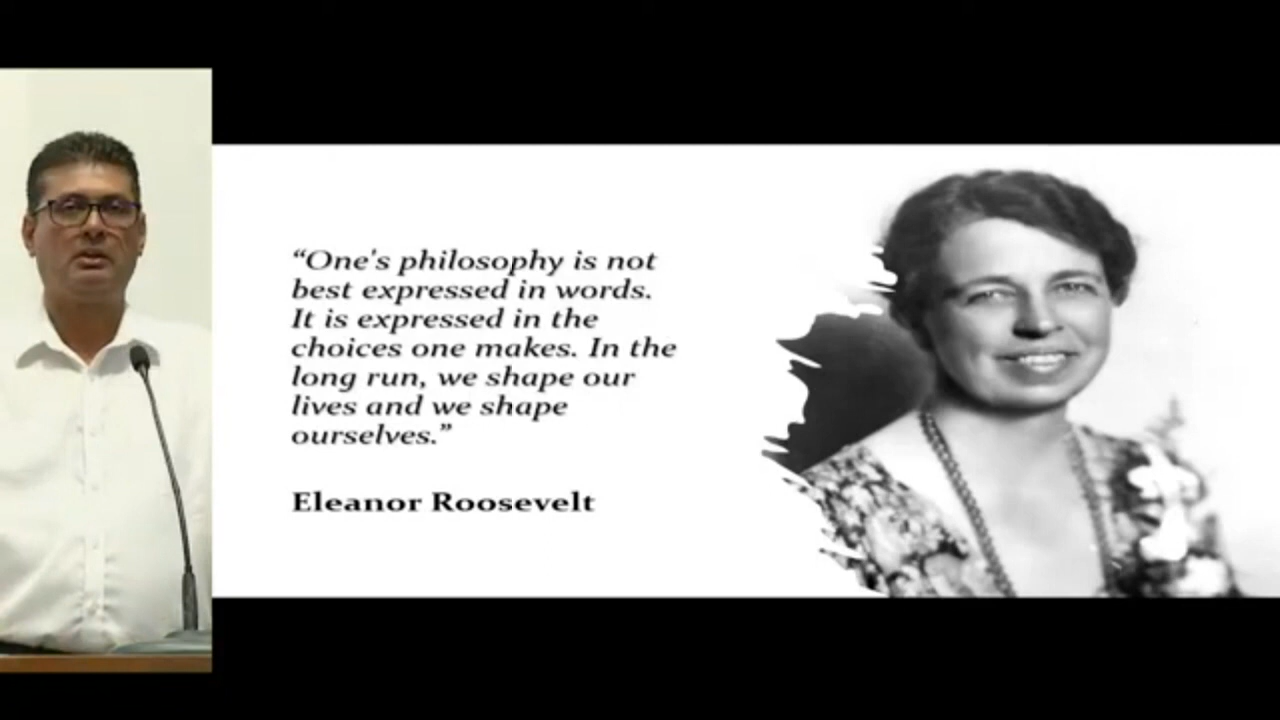 “One's philosophy is not
best expressed in words.
It is expressed in the
choices one makes. In the
long run, we shape our
lives and we shape
ourselves.”
Eleanor Roosevelt